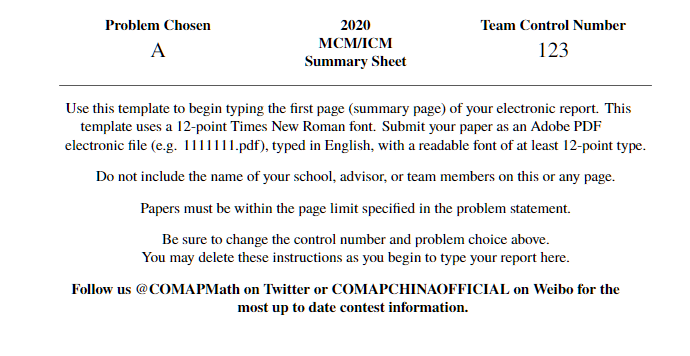 Problem Chosen
A
2020
MCM/ICM
Summary Sheet
Team Control Number
123
Use this template to begin typing the first page (summary page) of your electronic report. This
template uses a 12-point Times New Roman font. Submit your paper as an Adobe PDF
electronic file (e.g. 1111111.pdf), typed in English, with a readable font of at least 12-point type.
Do not include the name of your school, advisor, or team members on this or any page.
Papers must be within the page limit specified in the problem statement.
Be sure to change the control number and problem choice above.
You may delete these instructions as you begin to type your report here.
Follow us @COMAPMath on Twitter or COMAPCHINAOFFICIAL on Weibo for the
most up to date contest information.